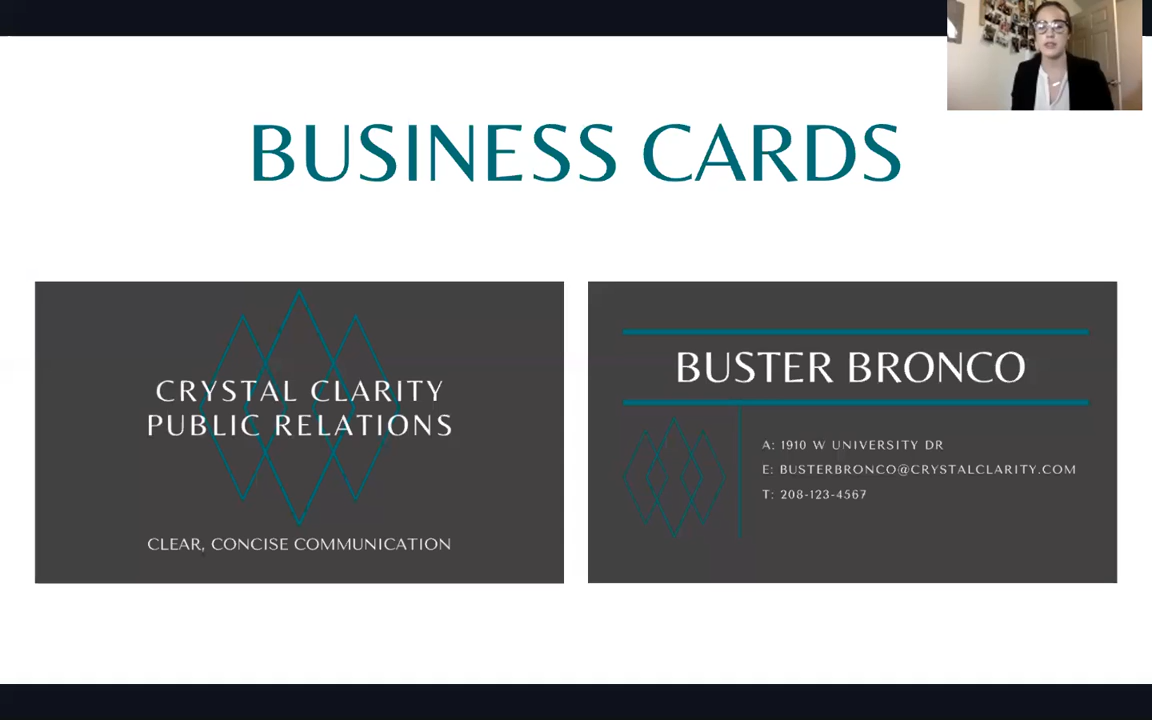 BUSINESS CARDS
CRYSTAL CLARITY
PUBLIC RELATIONS
CLEAR, CONCISE COMMUNICATION
BUSTER BRONCO
A: 1910 W UNIVERSITY DR
E: BUSTERBRONCO@CRYSTALCLARITY.COM
T: 208-123-4567